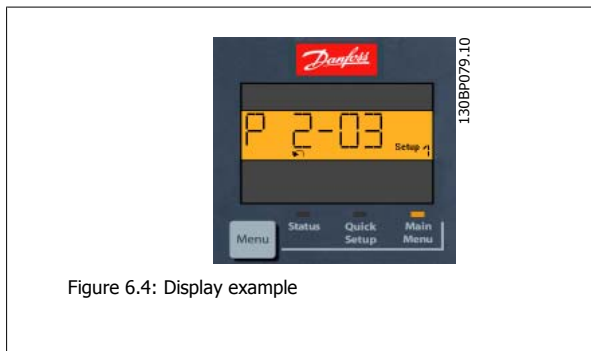 Danfoss
130BP079.10
P 2-03
Setup 1
Menu
Status
Quick
Setup
Main
Menu
Figure 6.4: Display example